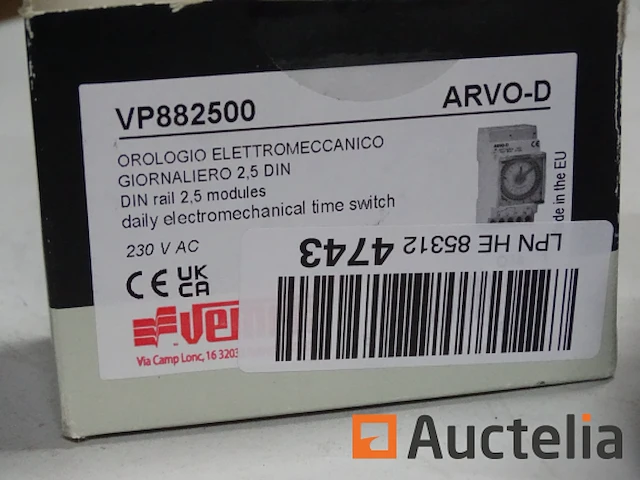 VP882500
ARVO-D
OROLOGIO ELETTROMECCANICO
GIORNALIERO 2,5 DIN
DIN rail 2,5 modules
daily electromechanical time switch
230 V AC
CE UK CA
Via Camp Lonc, 16
in the EU
LPN HE 85312 4743
Auctelia